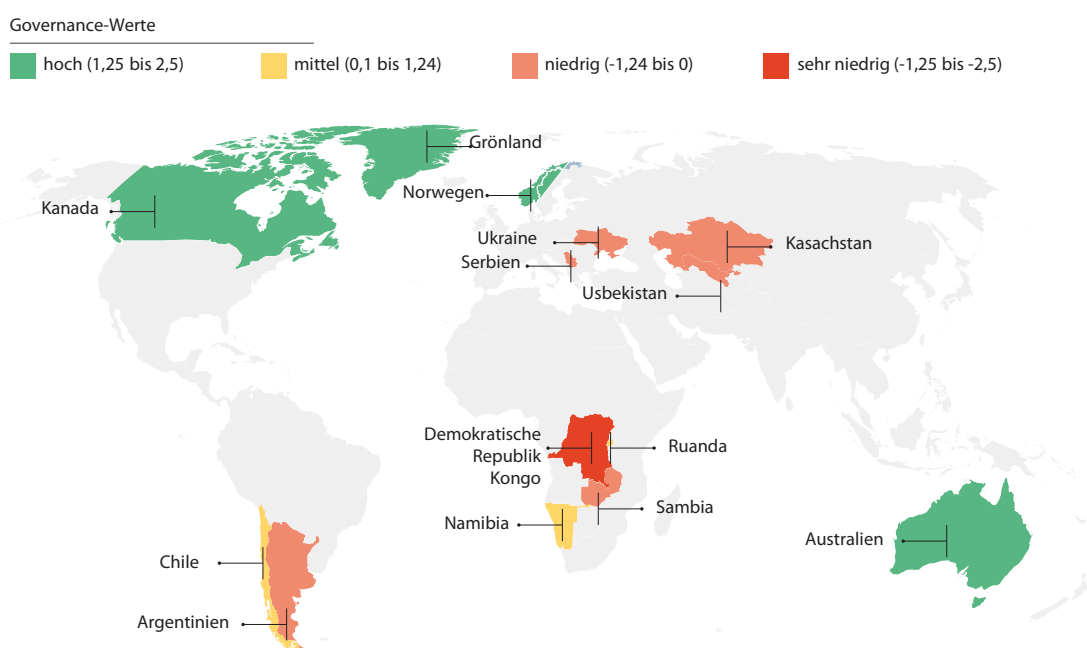 Governance-Werte
hoch (1,25 bis 2,5)
mittel (0,1 bis 1,24)
niedrig (-1,24 bis 0)
sehr niedrig (-1,25 bis -2,5)
Grönland
Norwegen
Kanada
Ukraine
Kasachstan
Serbien
Usbekistan
Demokratische
Republik
Kongo
Ruanda
Sambia
Namibia
Australien
Chile
Argentinien